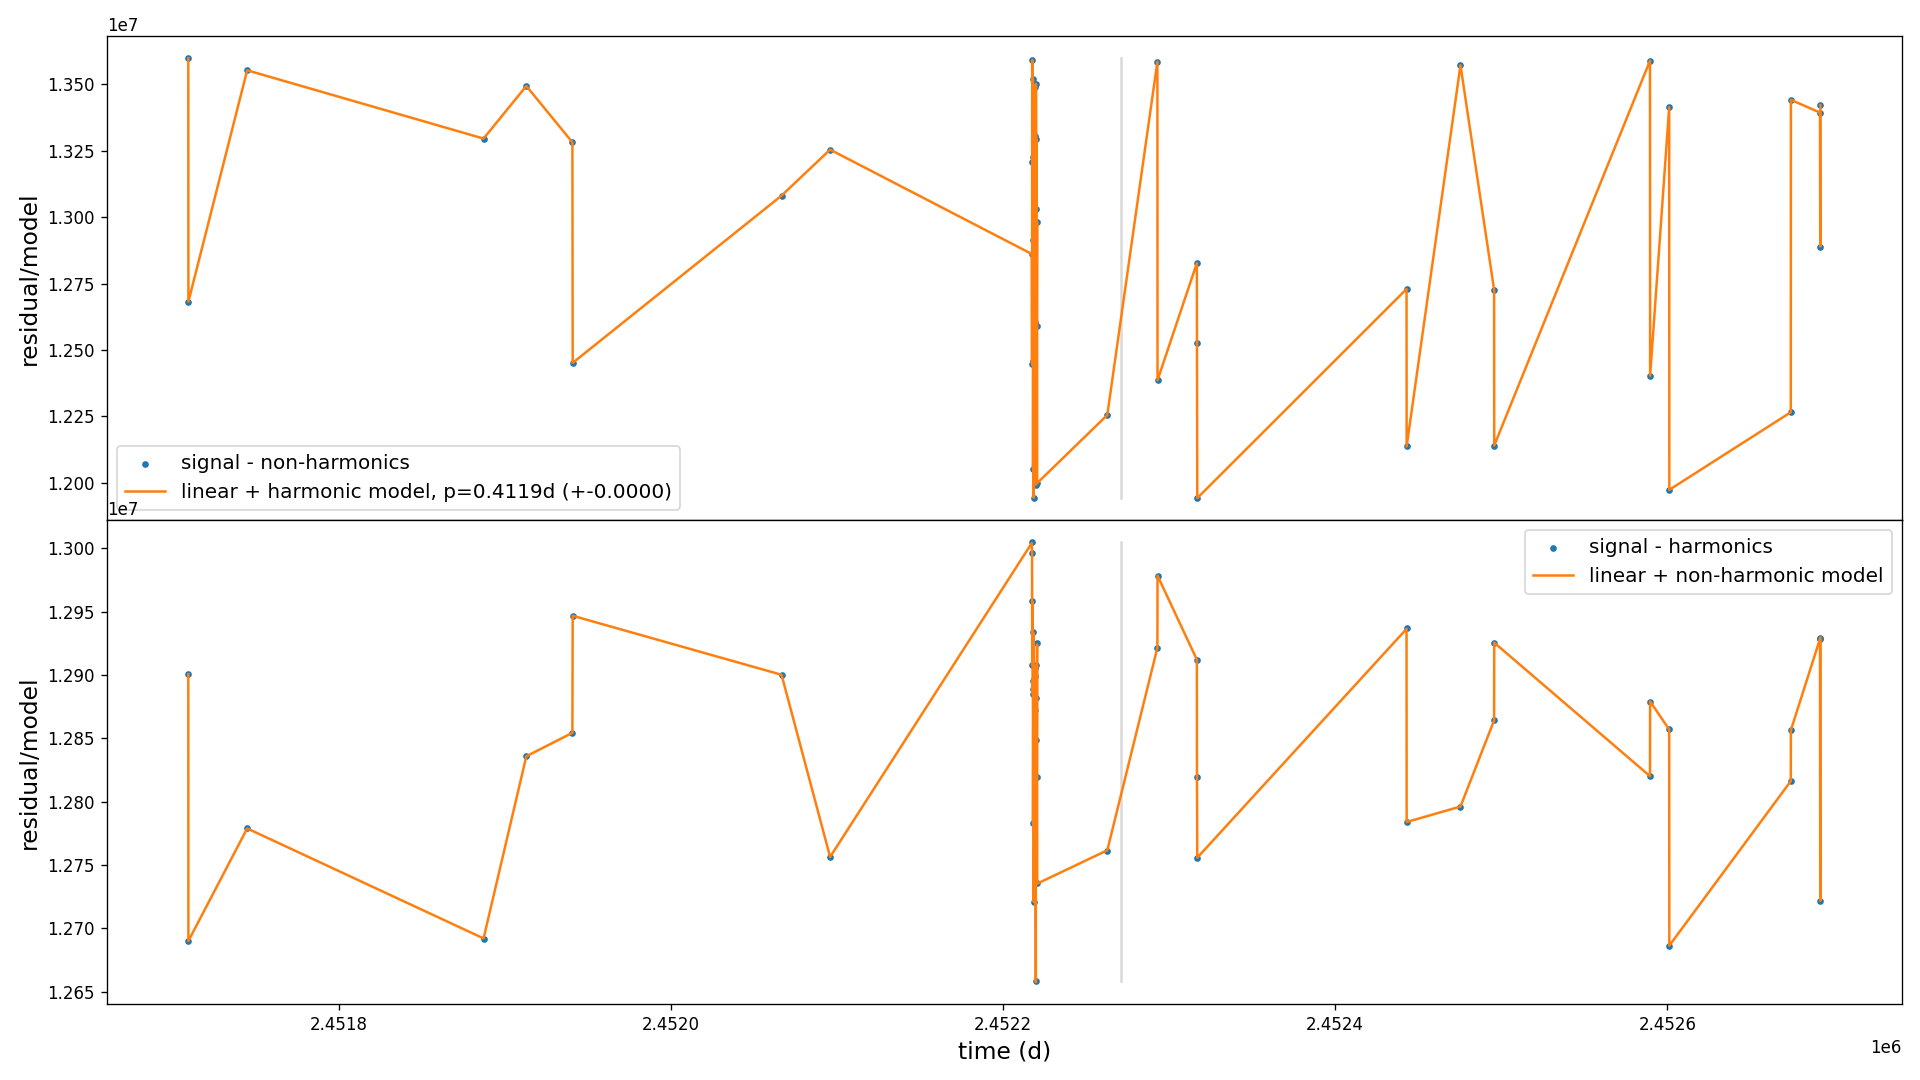 1e7
1.350
1.325
1.300
1.275
1.250
1.225
1.200
residual/model
signal - non-harmonics
linear + harmonic model, p=0.4119d (+-0.0000)
1e7
1.300
1.295
1.290
1.285
1.280
1.275
1.270
1.265
residual/model
signal - harmonics
linear + non-harmonic model
2.4518
2.4520
2.4522
2.4524
2.4526
time (d)
1e6